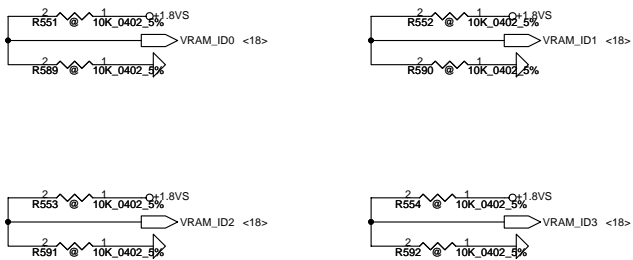 2 1 +1.8VS
R551 @ 10K_0402_5%
VRAM_ID0 <18>
2 1
R589 @ 10K_0402_5%
2 1 +1.8VS
R552 @ 10K_0402_5%
VRAM_ID1 <18>
2 1
R590 @ 10K_0402_5%
2 1 +1.8VS
R553 @ 10K_0402_5%
VRAM_ID2 <18>
2 1
R591 @ 10K_0402_5%
2 1 +1.8VS
R554 @ 10K_0402_5%
VRAM_ID3 <18>
2 1
R592 @ 10K_0402_5%